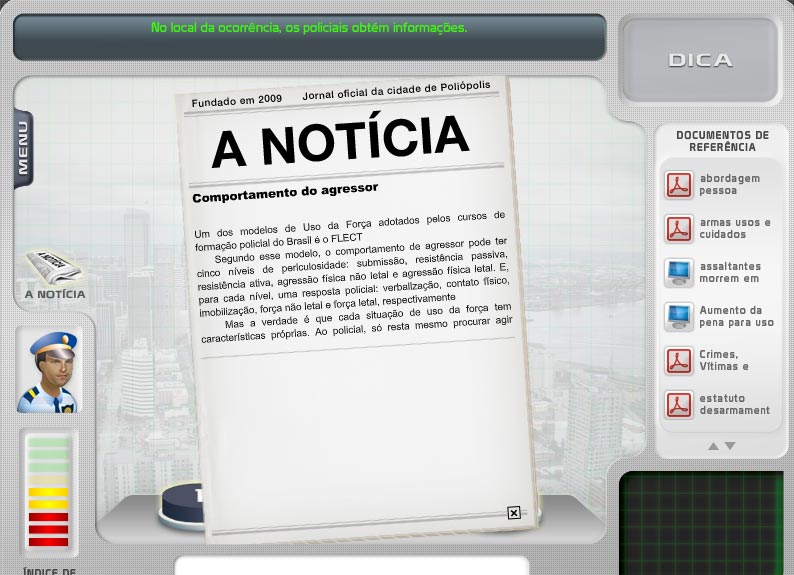 No local da ocorrência, os policiais obtém informações.
DICA
MENU
Fundado em 2009 Jornal oficial da cidade de Poliópolis
A NOTÍCIA
Comportamento do agressor
Um dos modelos de Uso da Força adotados pelos cursos de
formação policial do Brasil é o FLECT
Segundo esse modelo, o comportamento de agressor pode ter
cinco níveis de periculosidade: submissão, resistência passiva,
resistência ativa, agressão física não letal e agressão física letal. E,
para cada nível, uma resposta policial: verbalização, contato físico,
imobilização, força não letal e força letal, respectivamente
Mas a verdade é que cada situação de uso da força tem
características próprias. Ao policial, só resta mesmo procurar agir
A NOTÍCIA
A NOTÍCIA
DOCUMENTOS DE
REFERÊNCIA
abordagem
pessoa
armas usos e
cuidados
assaltantes
morrem em
Aumento da
pena para uso
Crimes,
Vítimas e
estatuto
desarmament
ÍNDICE DE